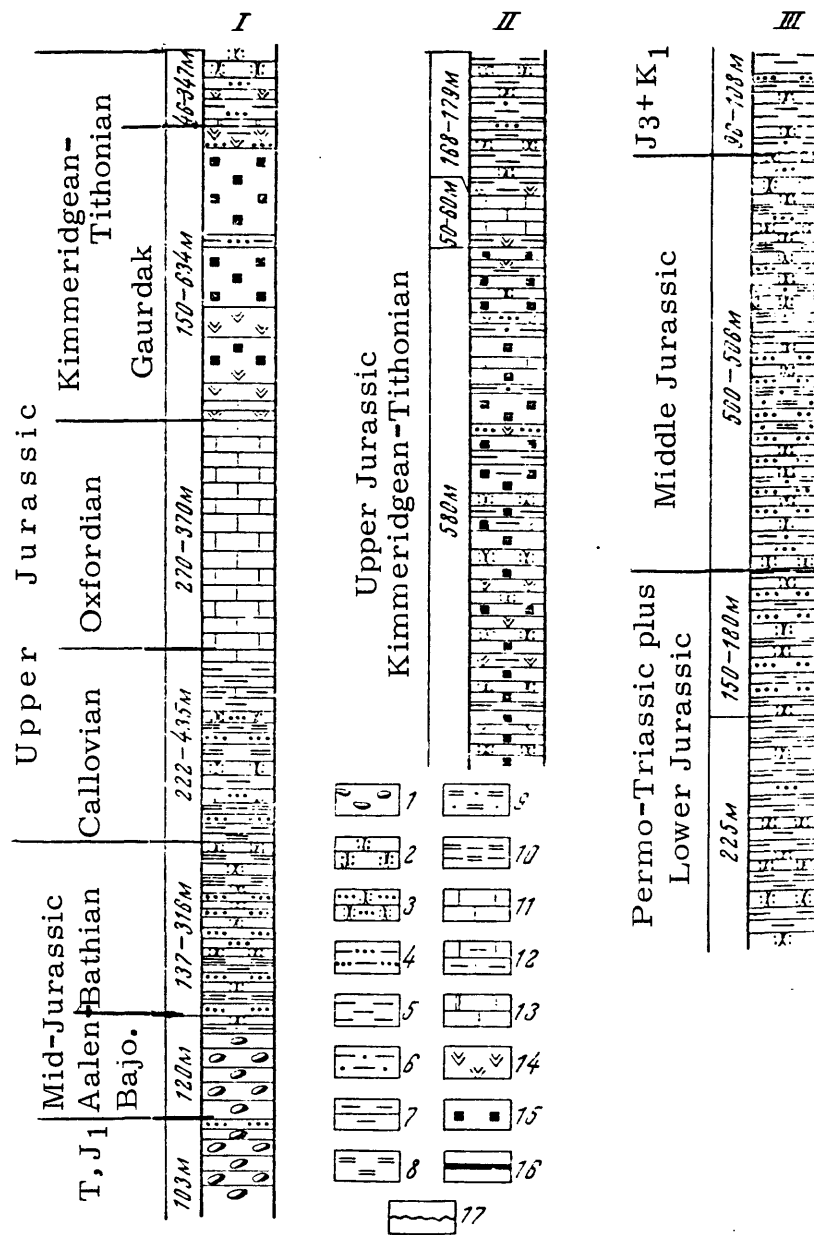 I
II
III
Upper Jurassic
Kimmeridgean-
Tithonian
Gaurdak
Oxfordian
Callovian
Mid-Jurassic
Aalen-Bathian
Bajo.
T, J1
46-347м
150-634м
270-370м
222-435м
137-316м
120м
103м
Upper Jurassic
Kimmeridgean-Tithonian
168-179м
50-60м
580м
J3+K1
Middle Jurassic
Permo-Triassic plus
Lower Jurassic
500-506м
150-180м
225м
1
2
3
4
5
6
7
8
9
10
11
12
13
14
15
16
17